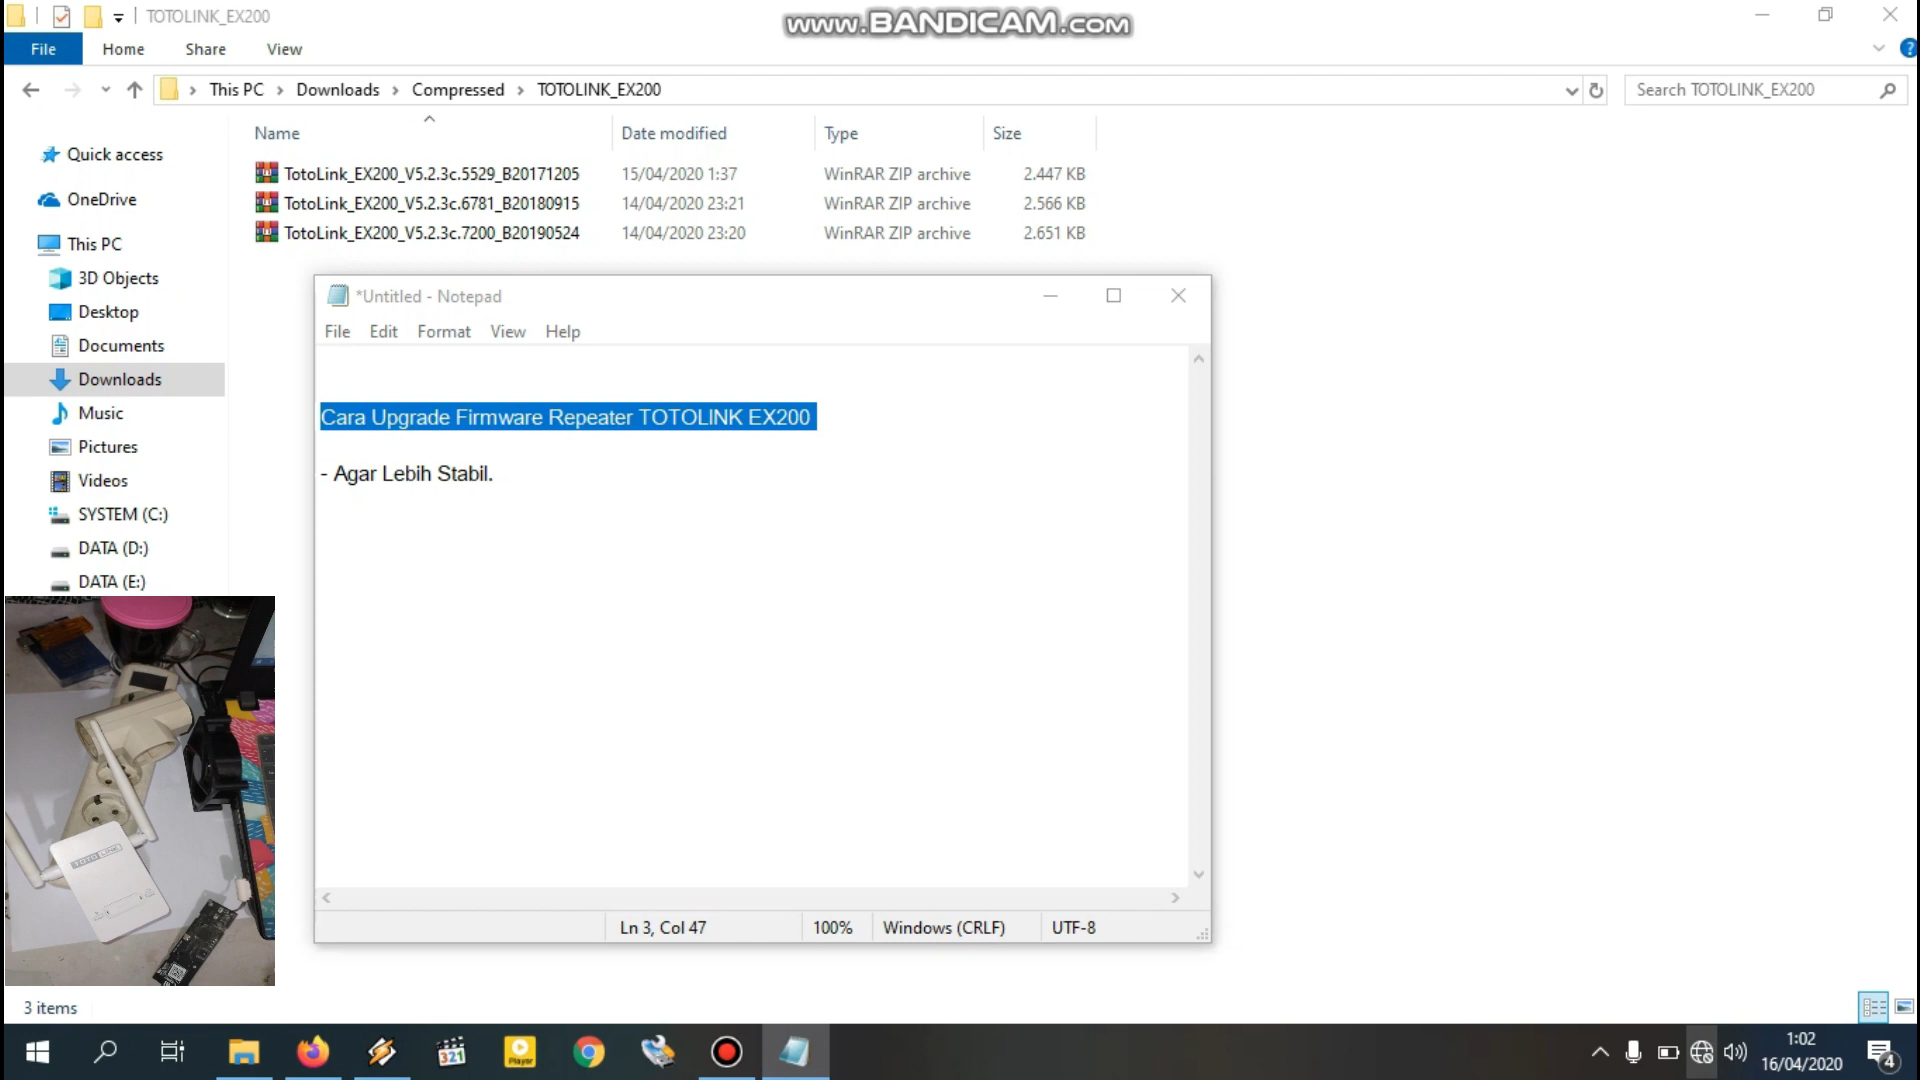 TOTOLINK_EX200
www.BANDICAM.com
File Home Share View
This PC Downloads Compressed TOTOLINK_EX200
Search TOTOLINK_EX200
Name Date modified Type Size
TotoLink_EX200_V5.2.3c.5529_B20171205 15/04/2020 1:37 WinRAR ZIP archive 2.447 KB
TotoLink_EX200_V5.2.3c.6781_B20180915 14/04/2020 23:21 WinRAR ZIP archive 2.566 KB
TotoLink_EX200_V5.2.3c.7200_B20190524 14/04/2020 23:20 WinRAR ZIP archive 2.651 KB
Quick access
OneDrive
This PC
3D Objects
Desktop
Documents
Downloads
Music
Pictures
Videos
SYSTEM (C:)
DATA (D:)
DATA (E:)
*Untitled - Notepad
File Edit Format View Help
Cara Upgrade Firmware Repeater TOTOLINK EX200
- Agar Lebih Stabil.
Ln 3, Col 47 100% Windows (CRLF) UTF-8
TOTO LINK
3 items
321
Player
1:02
16/04/2020
4